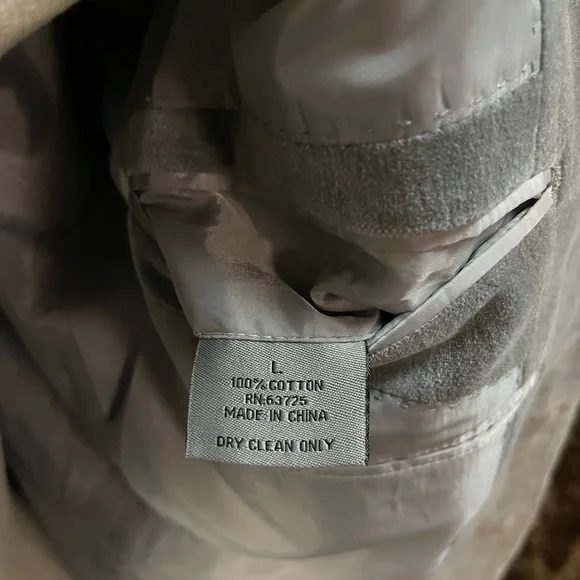 L
100% COTTON
RN-63725
MADE IN CHINA
DRY CLEAN ONLY